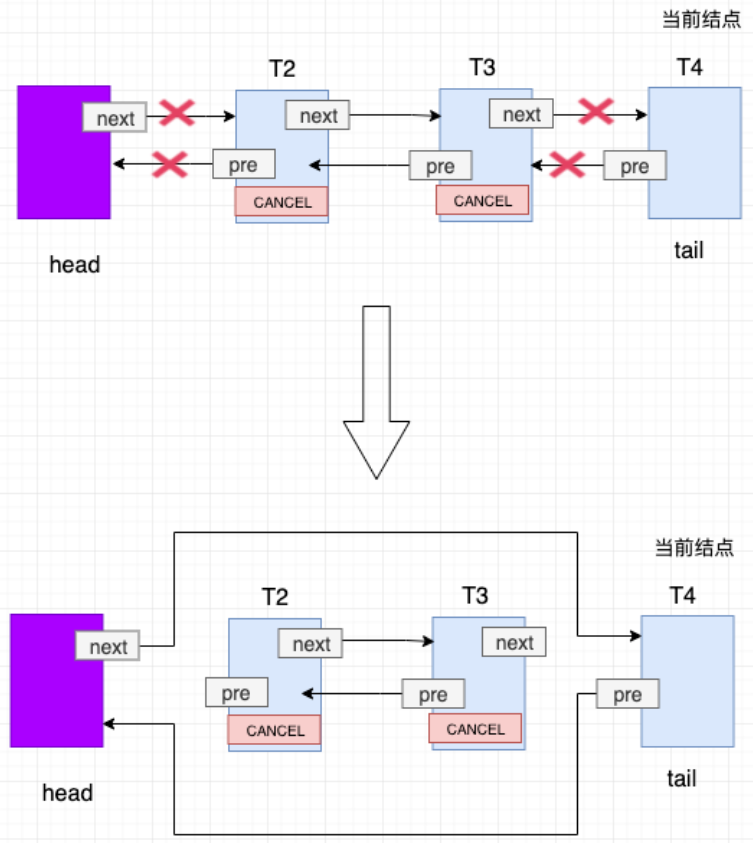 当前结点
T2
T3
T4
next
next
next
pre
pre
pre
CANCEL
CANCEL
head
tail
当前结点
T2
T3
T4
next
next
next
pre
pre
pre
CANCEL
CANCEL
head
tail